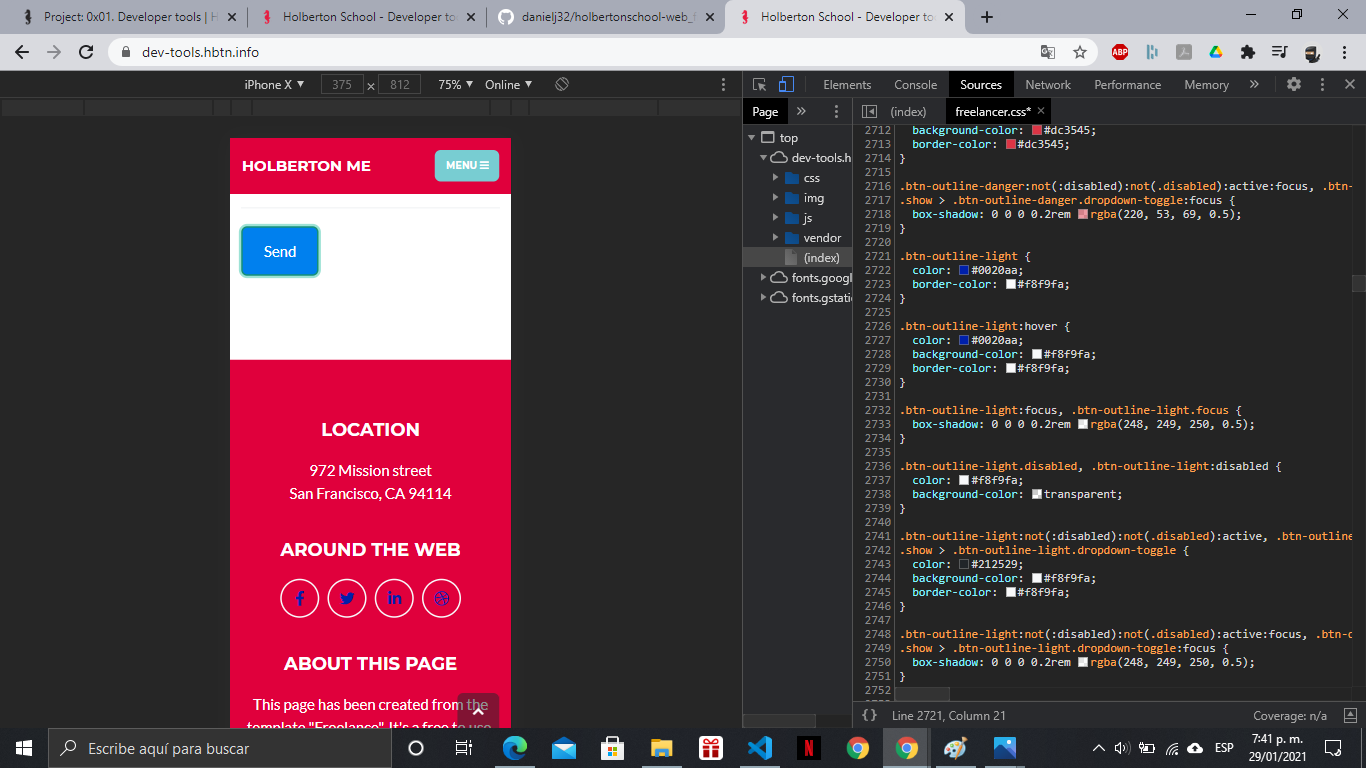 Project: 0x01. Developer tools | H
Holberton School - Developer to
danielj32/holbertonschool-web_f
Holberton School - Developer to
dev-tools.hbtn.info
ABP
iPhone X ▼ 375 × 812 75% ▼ Online ▼
Elements Console Sources Network Performance Memory »
Page »
(index) freelancer.css* ×
top
dev-tools.h
css
img
js
vendor
(index)
fonts.googl
fonts.gstatic
HOLBERTON ME
MENU
Send
LOCATION
972 Mission street
San Francisco, CA 94114
AROUND THE WEB
ABOUT THIS PAGE
This page has been created from the
template "Freelance". It's a free to use
2712 background-color: #dc3545;
2713 border-color: #dc3545;
2714 }
2715
2716 .btn-outline-danger:not(:disabled):not(.disabled):active:focus, .btn-
2717 .show > .btn-outline-danger.dropdown-toggle:focus {
2718 box-shadow: 0 0 0 0.2rem rgba(220, 53, 69, 0.5);
2719 }
2720
2721 .btn-outline-light {
2722 color: #0020aa;
2723 border-color: #f8f9fa;
2724 }
2725
2726 .btn-outline-light:hover {
2727 color: #0020aa;
2728 background-color: #f8f9fa;
2729 border-color: #f8f9fa;
2730 }
2731
2732 .btn-outline-light:focus, .btn-outline-light.focus {
2733 box-shadow: 0 0 0 0.2rem rgba(248, 249, 250, 0.5);
2734 }
2735
2736 .btn-outline-light.disabled, .btn-outline-light:disabled {
2737 color: #f8f9fa;
2738 background-color: transparent;
2739 }
2740
2741 .btn-outline-light:not(:disabled):not(.disabled):active, .btn-outline
2742 .show > .btn-outline-light.dropdown-toggle {
2743 color: #212529;
2744 background-color: #f8f9fa;
2745 border-color: #f8f9fa;
2746 }
2747
2748 .btn-outline-light:not(:disabled):not(.disabled):active:focus, .btn-o
2749 .show > .btn-outline-light.dropdown-toggle:focus {
2750 box-shadow: 0 0 0 0.2rem rgba(248, 249, 250, 0.5);
2751 }
2752
{} Line 2721, Column 21
Coverage: n/a
Escribe aquí para buscar
N
ESP
7:41 p. m.
29/01/2021